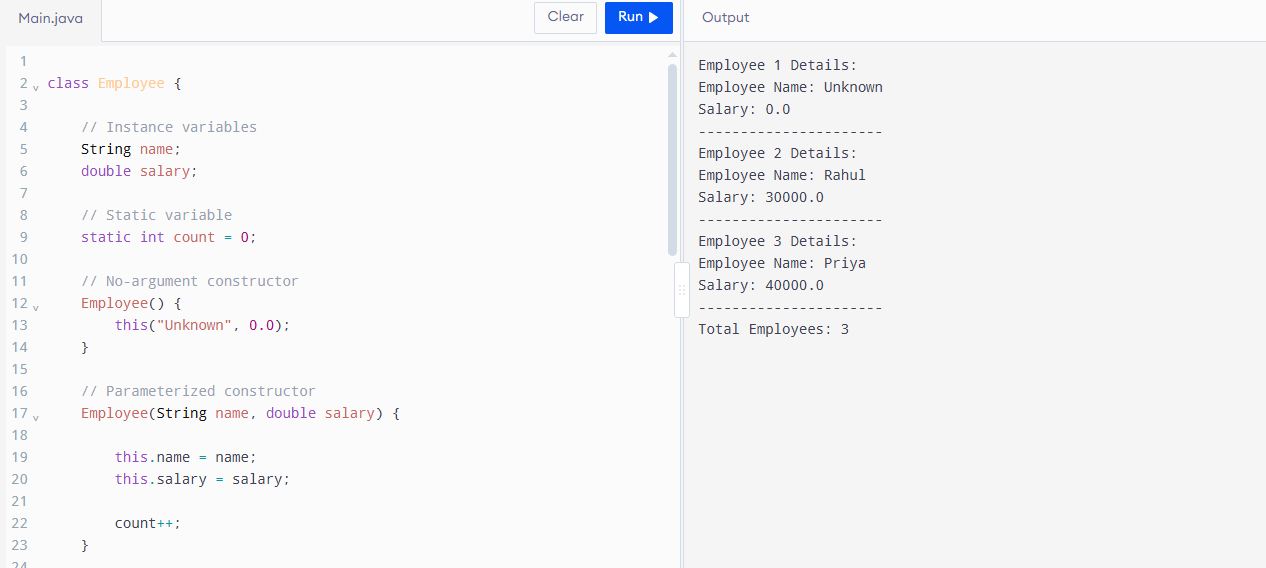 Main.java
Clear
Run
Output
1
2 class Employee {
3
4     // Instance variables
5     String name;
6     double salary;
7
8     // Static variable
9     static int count = 0;
10
11     // No-argument constructor
12     Employee() {
13         this("Unknown", 0.0);
14     }
15
16     // Parameterized constructor
17     Employee(String name, double salary) {
18
19         this.name = name;
20         this.salary = salary;
21
22         count++;
23     }
24
Employee 1 Details:
Employee Name: Unknown
Salary: 0.0
----------------------
Employee 2 Details:
Employee Name: Rahul
Salary: 30000.0
----------------------
Employee 3 Details:
Employee Name: Priya
Salary: 40000.0
----------------------
Total Employees: 3